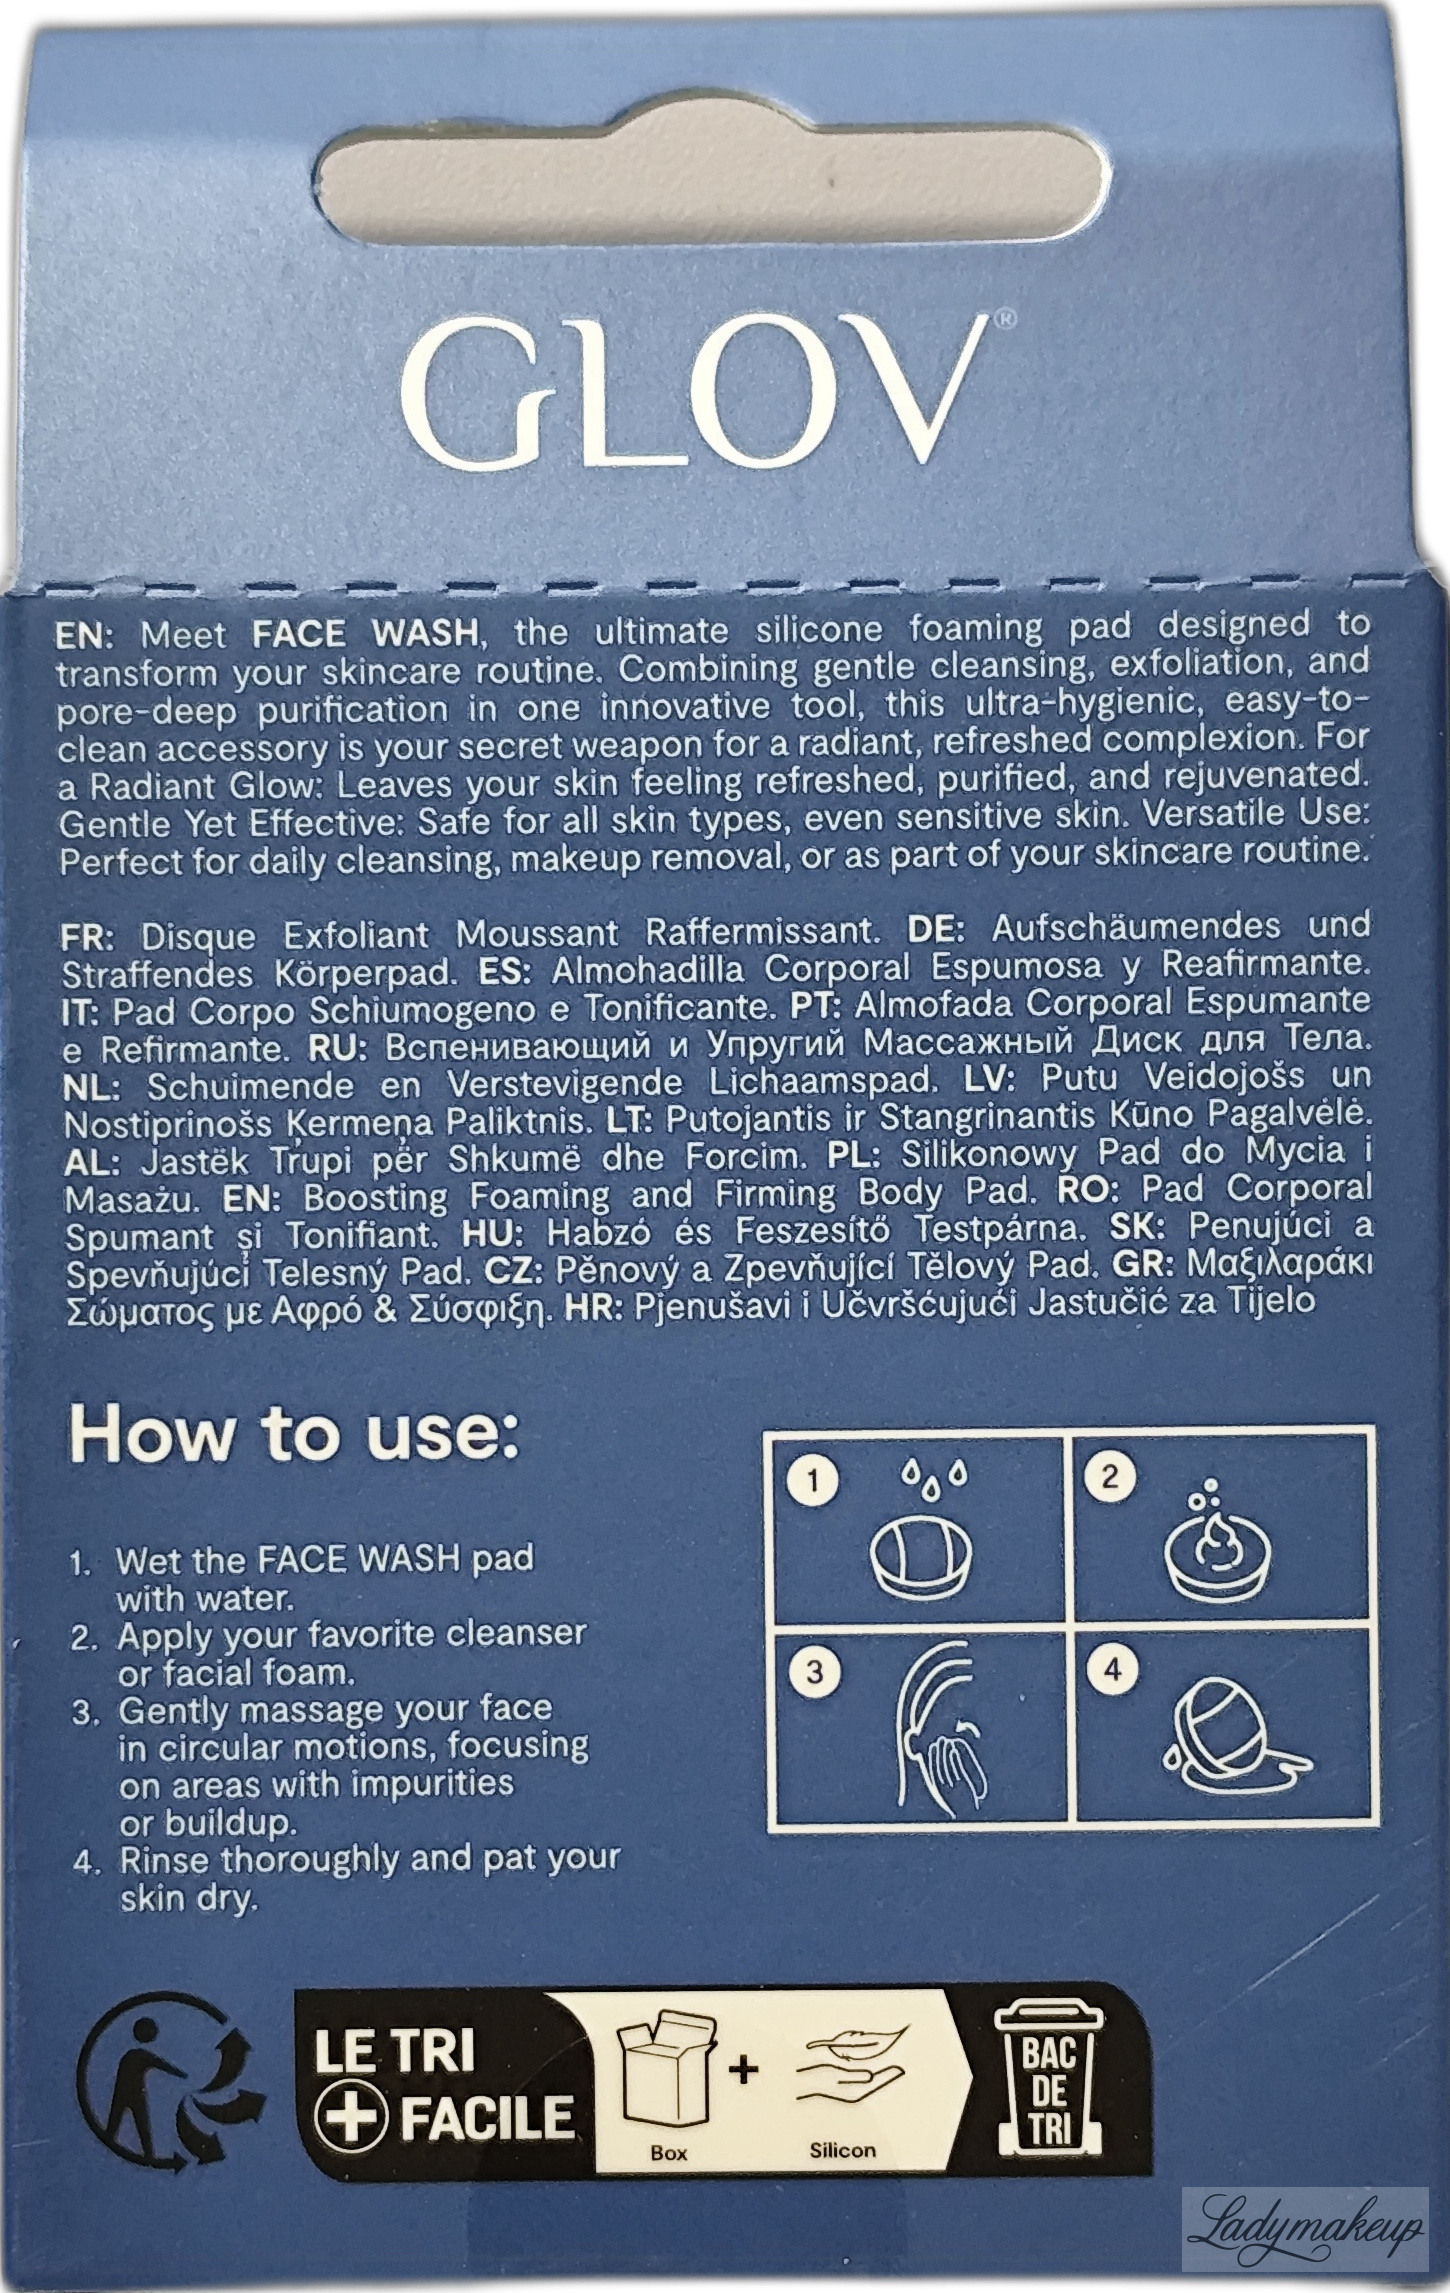 GLOV®
EN: Meet FACE WASH, the ultimate silicone foaming pad designed to
transform your skincare routine. Combining gentle cleansing, exfoliation, and
pore-deep purification in one innovative tool, this ultra-hygienic, easy-to-
clean accessory is your secret weapon for a radiant, refreshed complexion. For
a Radiant Glow: Leaves your skin feeling refreshed, purified, and rejuvenated.
Gentle Yet Effective: Safe for all skin types, even sensitive skin. Versatile Use:
Perfect for daily cleansing, makeup removal, or as part of your skincare routine.
FR: Disque Exfoliant Moussant Raffermissant. DE: Aufschäumendes und
Straffendes Körperpad. ES: Almohadilla Corporal Espumosa y Reafirmante.
IT: Pad Corpo Schiumogeno e Tonificante. PT: Almofada Corporal Espumante
e Refirmante. RU: Вспенивающий и Упругий Массажный Диск для Тела.
NL: Schuimende en Verstevigende Lichaamspad. LV: Putu Veidojošs un
Nostiprinošs Ķermeņa Paliktnis. LT: Putojantis ir Stangrinantis Kūno Pagalvėlė.
AL: Jastëk Trupi për Shkumë dhe Forcim. PL: Silikonowy Pad do Mycia i
Masażu. EN: Boosting Foaming and Firming Body Pad. RO: Pad Corporal
Spumant și Tonifiant. HU: Habzó és Feszesítő Testpárna. SK: Penujúci a
Spevňujúci Telesný Pad. CZ: Pěnový a Zpevňující Tělový Pad. GR: Μαξιλαράκι
Σώματος με Αφρό & Σύσφιξη. HR: Pjenušavi i Učvršćujući Jastučić za Tijelo
How to use:
1. Wet the FACE WASH pad
with water.
2. Apply your favorite cleanser
or facial foam.
3. Gently massage your face
in circular motions, focusing
on areas with impurities
or buildup.
4. Rinse thoroughly and pat your
skin dry.
1
2
3
4
LE TRI
+ FACILE
Box
+
Silicon
BAC
DE
TRI
Ladymakeup